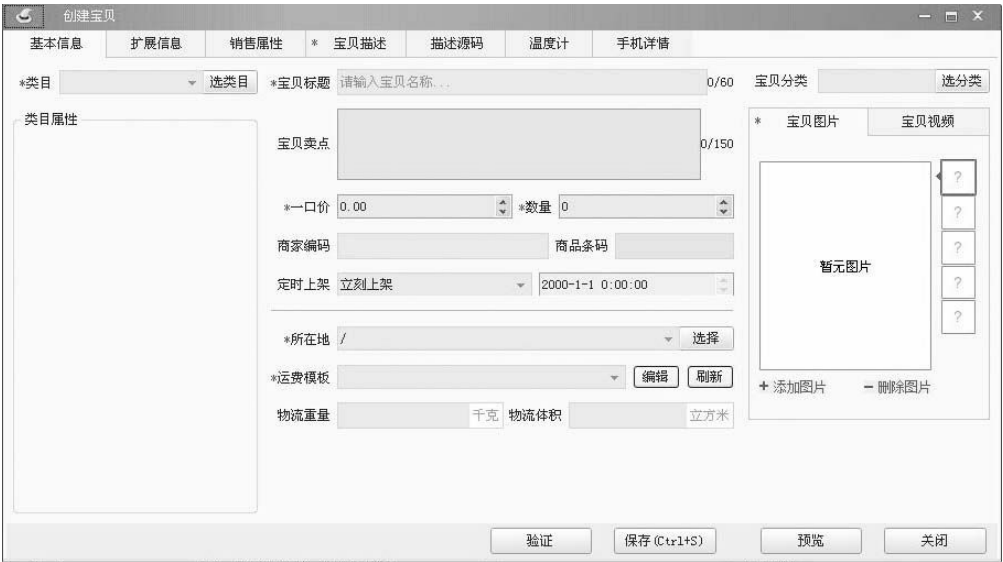 创建宝贝
基本信息 扩展信息 销售属性 * 宝贝描述 描述源码 温度计 手机详情
*类目 选类目 *宝贝标题 请输入宝贝名称... 0/60 宝贝分类 选分类
类目属性
* 宝贝图片 宝贝视频
宝贝卖点 0/150
?
*一口价 0.00 *数量 0
?
商家编码 商品条码
?
暂无图片
定时上架 立刻上架 2000-1-1 0:00:00
?
?
*所在地 / 选择
*运费模板 编辑 刷新
+ 添加图片 - 删除图片
物流重量 千克 物流体积 立方米
验证 保存(Ctrl+S) 预览 关闭